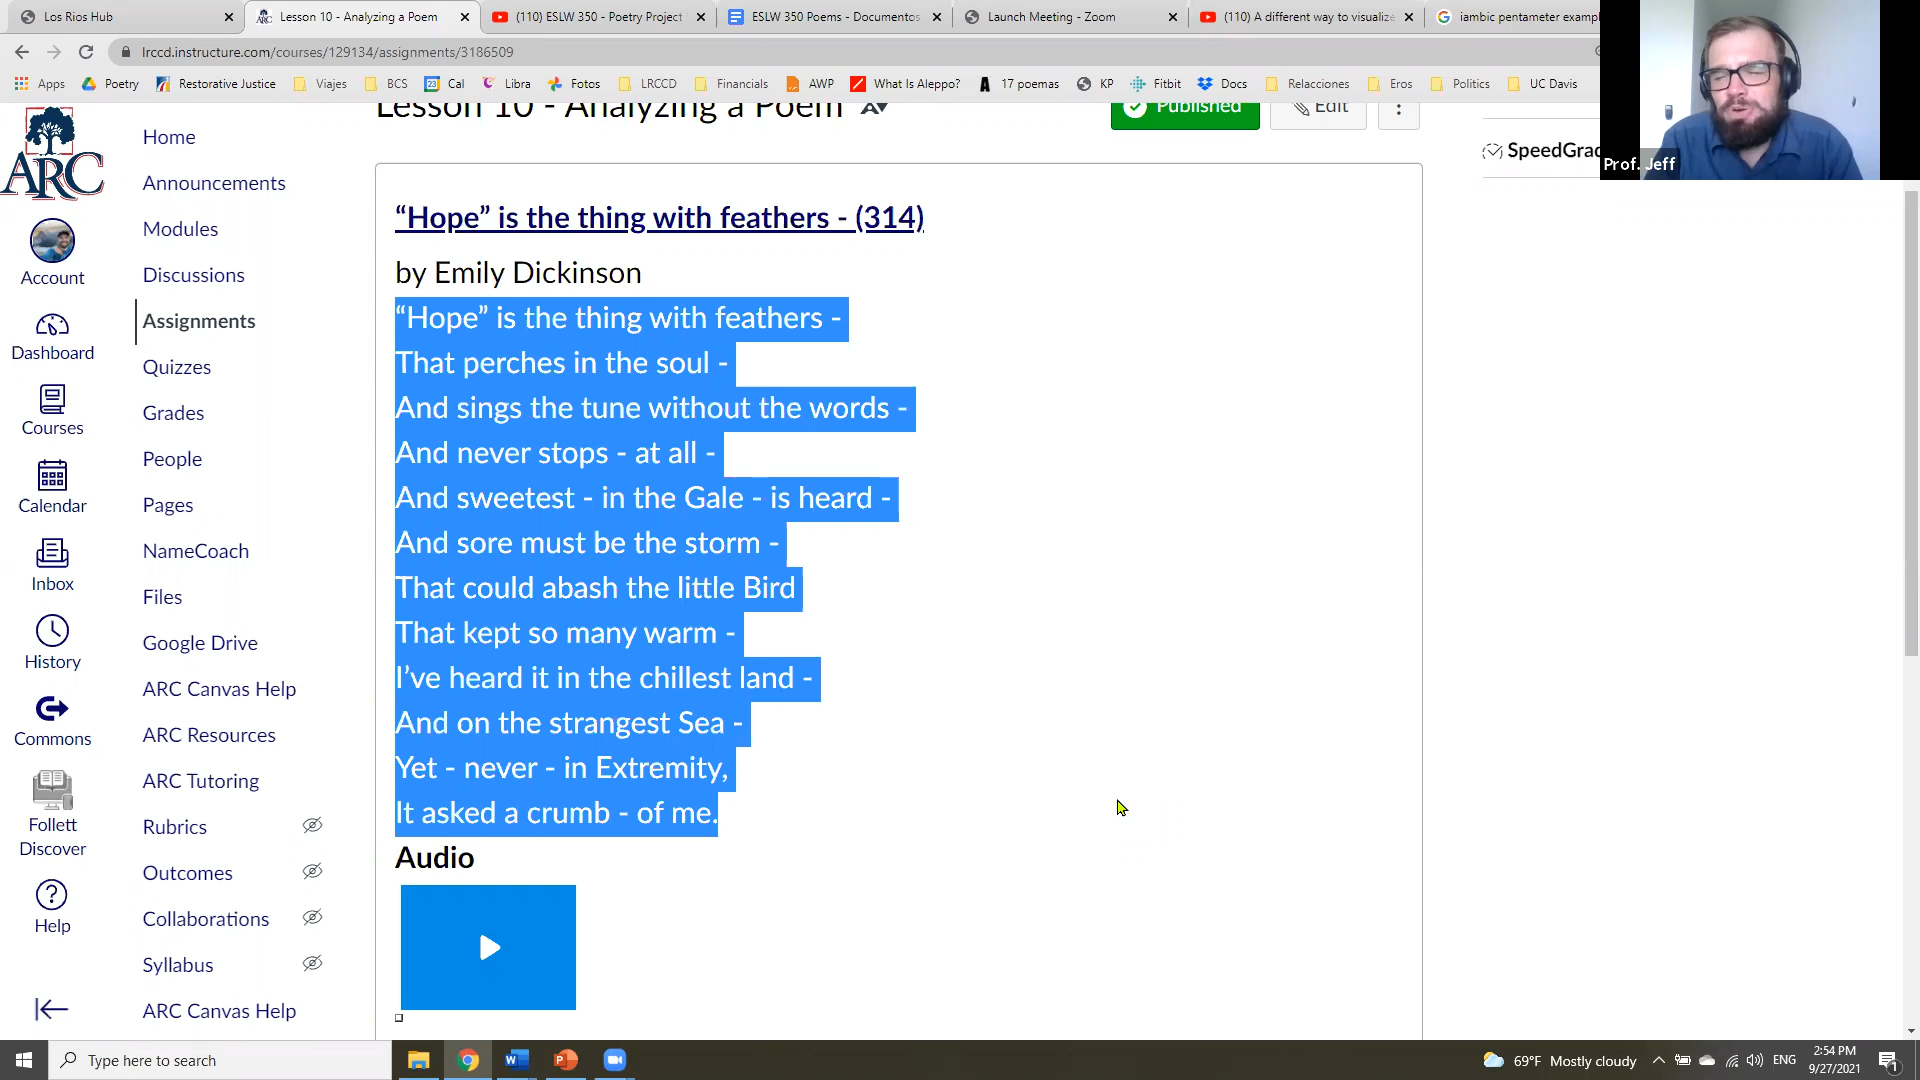 Los Rios Hub
Lesson 10 - Analyzing a Poem
(110) ESLW 350 - Poetry Project
ESLW 350 Poems - Documentos
Launch Meeting - Zoom
(110) A different way to visualize
iambic pentameter exampl
lrccd.instructure.com/courses/129134/assignments/3186509
Apps
Poetry
Restorative Justice
Viajes
BCS
23
Cal
Libra
Fotos
LRCCD
Financials
AWP
What Is Aleppo?
17 poemas
KP
Fitbit
Docs
Relacciones
Eros
Politics
UC Davis
Prof. Jeff
ARC
Account
Dashboard
Courses
Calendar
Inbox
History
Commons
Follett
Discover
Help
Home
Announcements
Modules
Discussions
Assignments
Quizzes
Grades
People
Pages
NameCoach
Files
Google Drive
ARC Canvas Help
ARC Resources
ARC Tutoring
Rubrics
Outcomes
Collaborations
Syllabus
ARC Canvas Help
Lesson 10 - Analyzing a Poem
Published
Edit
SpeedGra
“Hope” is the thing with feathers - (314)
by Emily Dickinson
“Hope” is the thing with feathers -
That perches in the soul -
And sings the tune without the words -
And never stops - at all -
And sweetest - in the Gale - is heard -
And sore must be the storm -
That could abash the little Bird
That kept so many warm -
I’ve heard it in the chillest land -
And on the strangest Sea -
Yet - never - in Extremity,
It asked a crumb - of me.
Audio
Type here to search
69°F Mostly cloudy
ENG
2:54 PM
9/27/2021
1